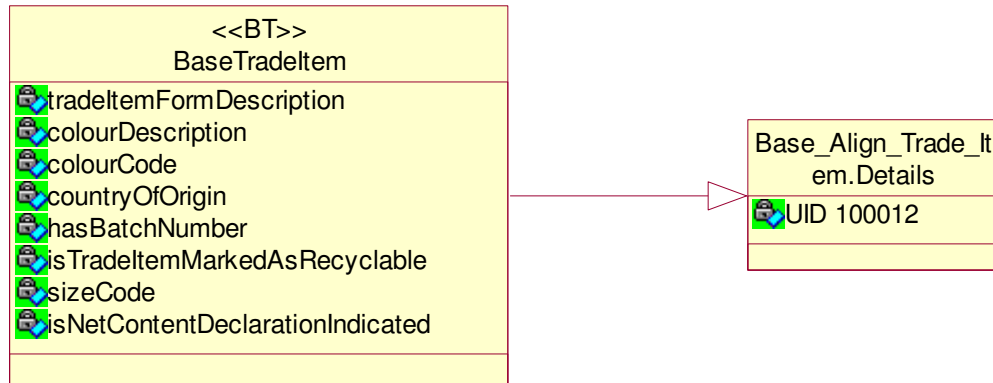 <<BT>>
BaseTradeItem
tradeItemFormDescription
colourDescription
colourCode
countryOfOrigin
hasBatchNumber
isTradeItemMarkedAsRecyclable
sizeCode
isNetContentDeclarationIndicated
Base_Align_Trade_It
em.Details
UID 100012